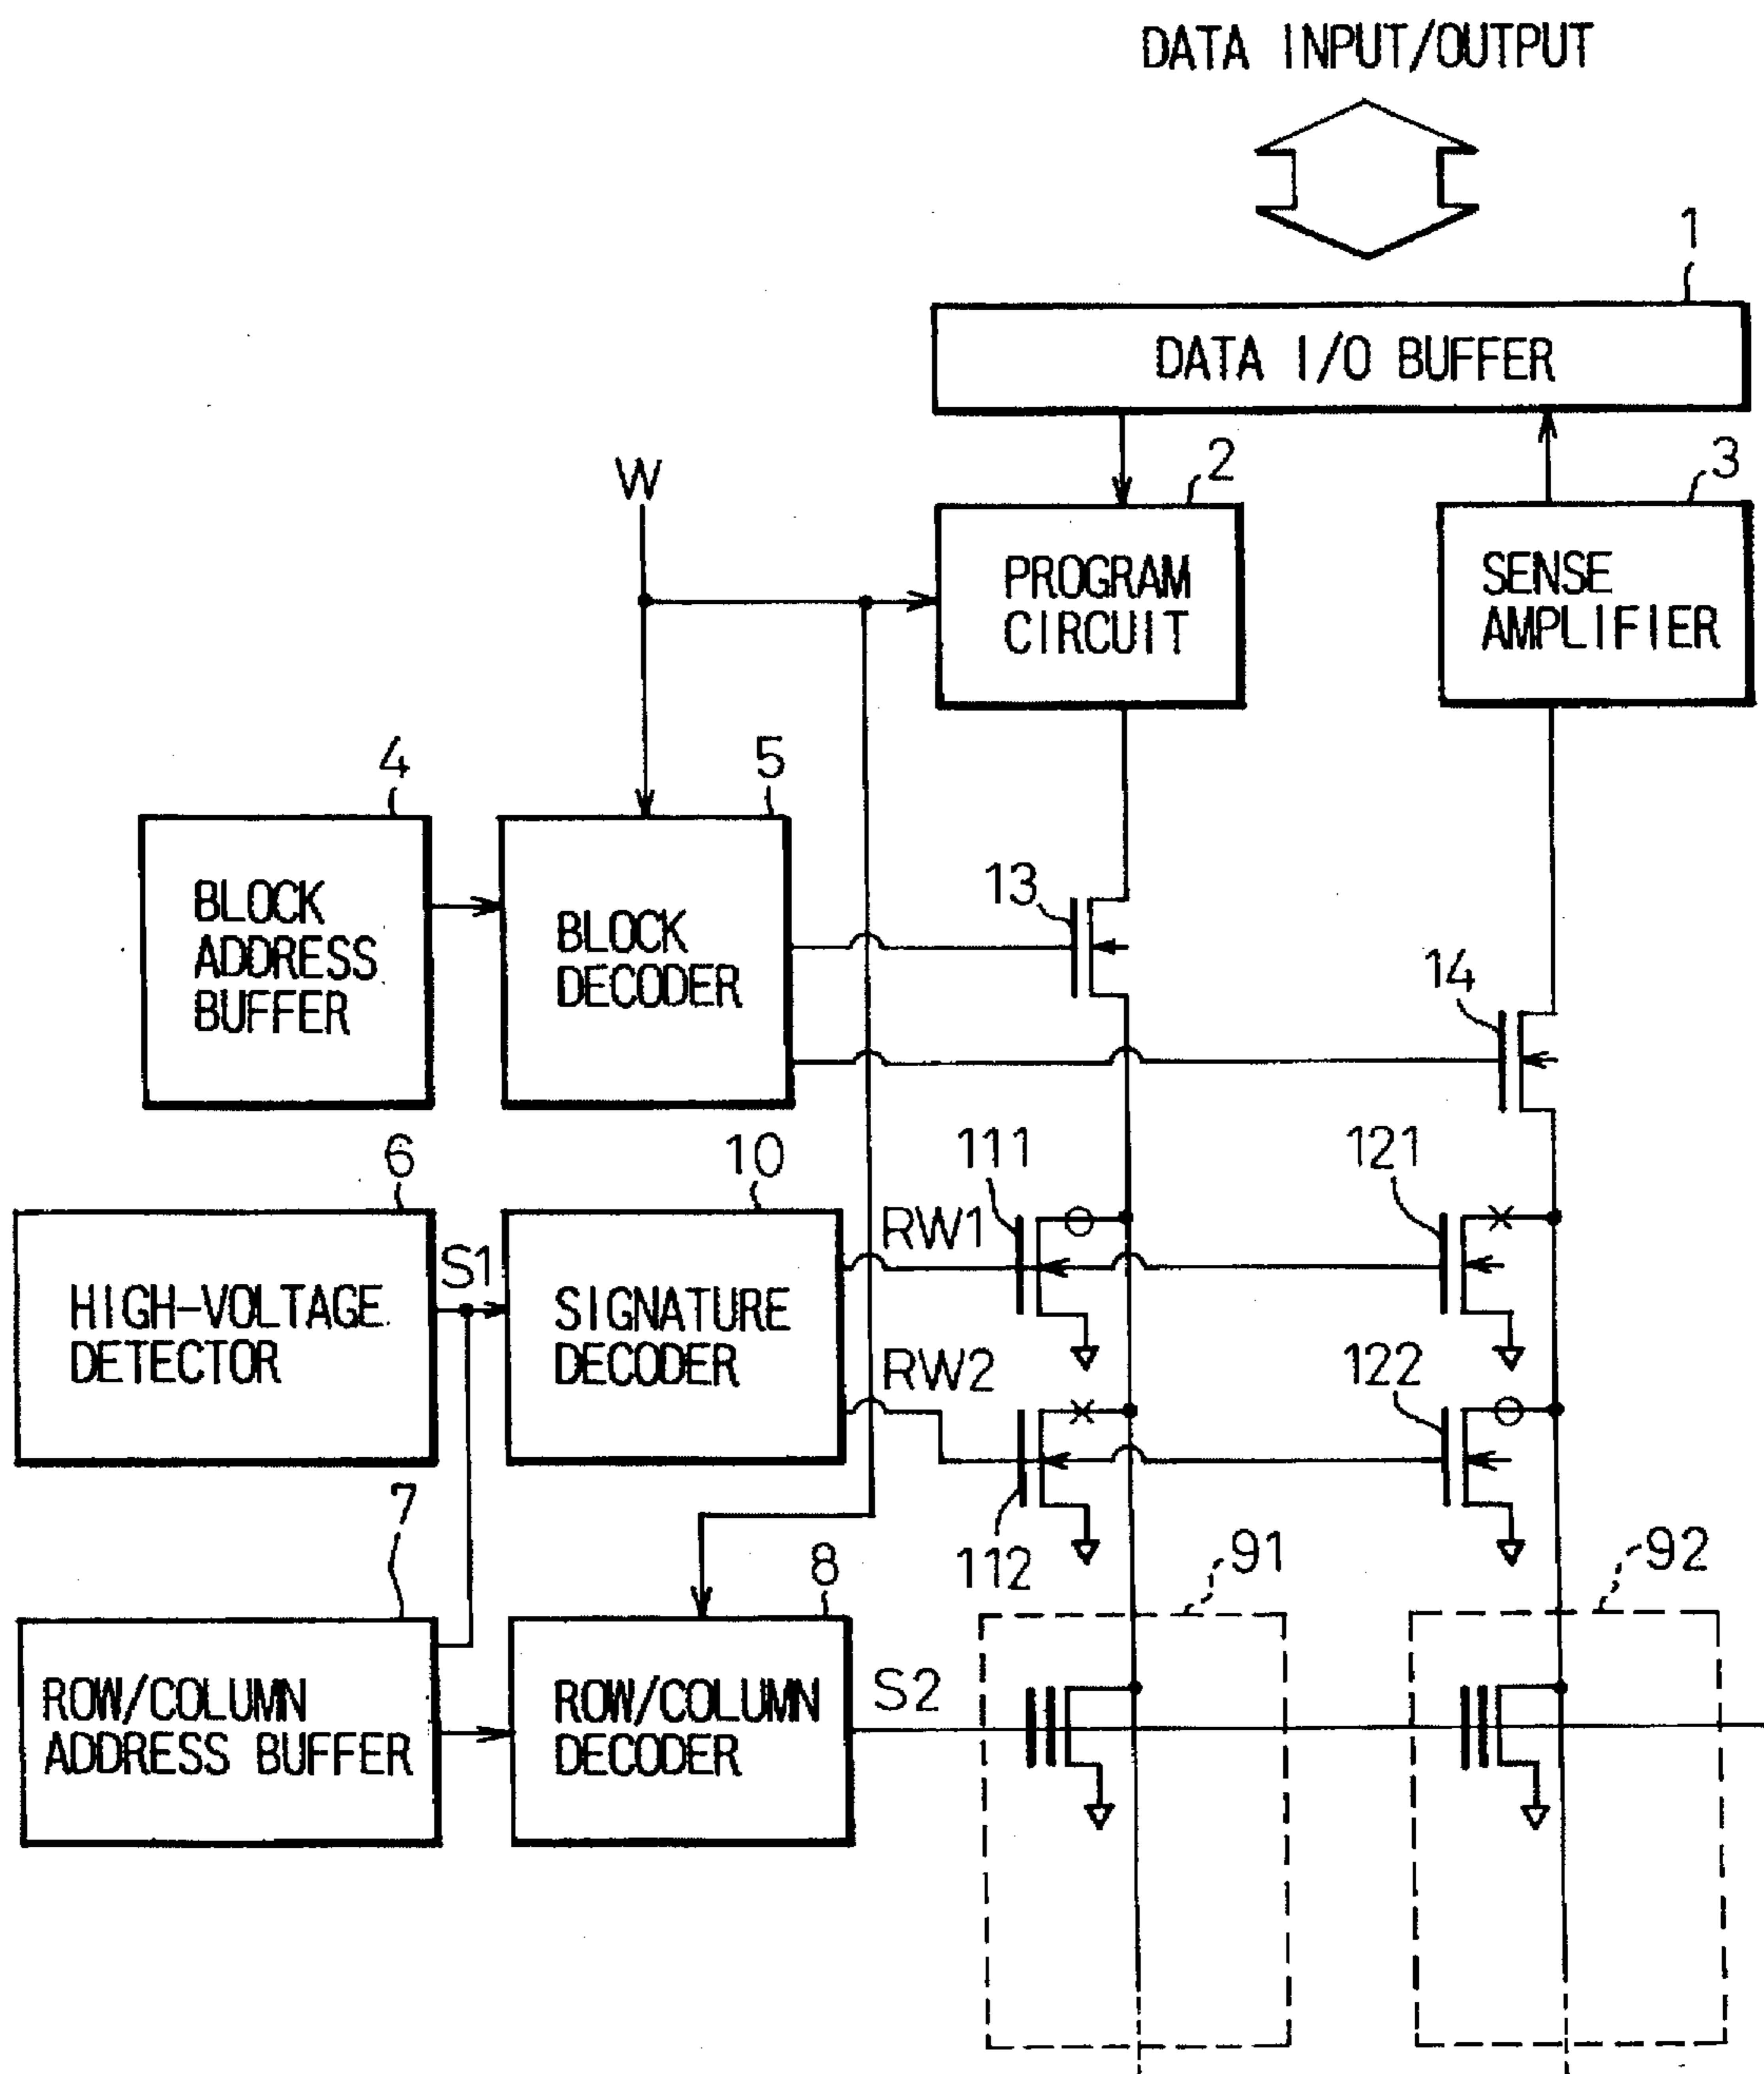 DATA INPUT/OUTPUT
1
DATA I/O BUFFER
W
2
3
PROGRAM
CIRCUIT
SENSE
AMPLIFIER
4
5
BLOCK
ADDRESS
BUFFER
BLOCK
DECODER
13
14
6
10
111
121
HIGH-VOLTAGE
DETECTOR
S1
SIGNATURE
DECODER
RW1
RW2
122
112
7
8
91
92
ROW/COLUMN
ADDRESS BUFFER
ROW/COLUMN
DECODER
S2